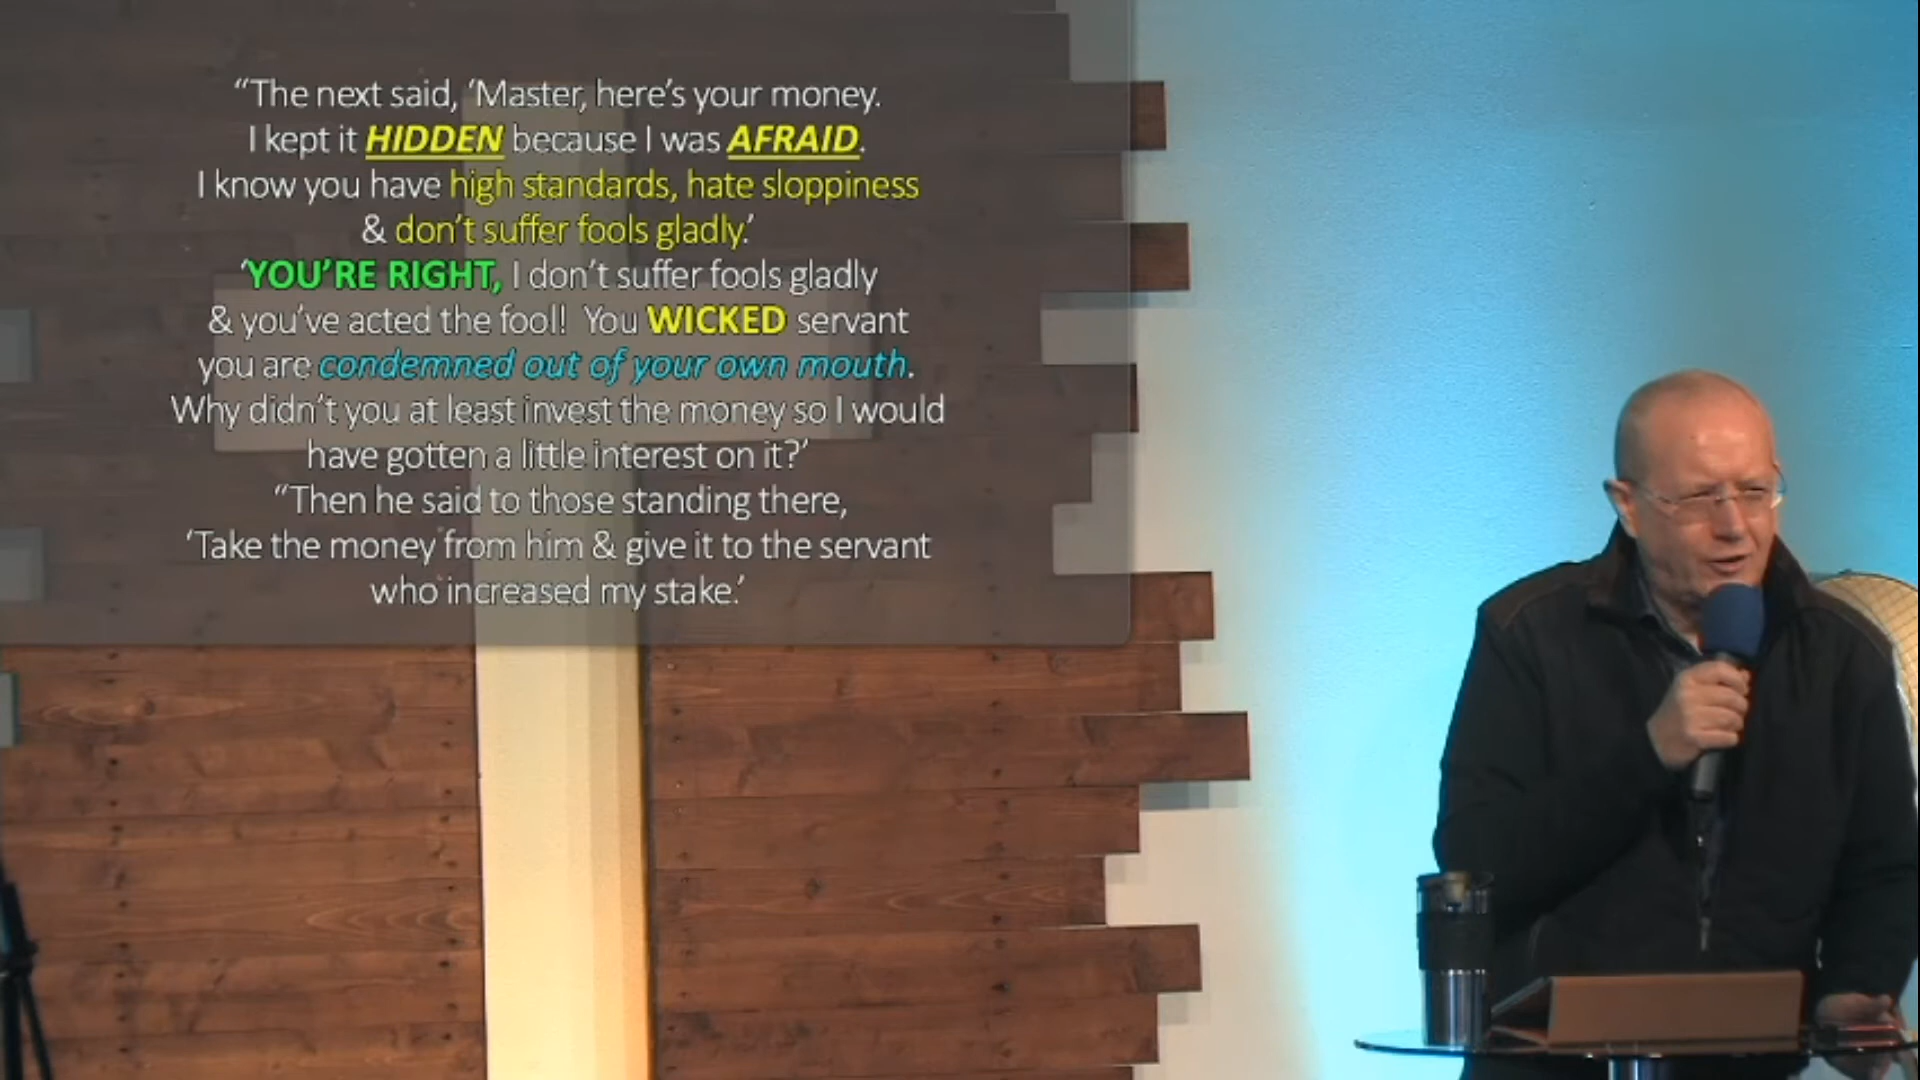 “The next said, ‘Master, here’s your money.
I kept it HIDDEN because I was AFRAID.
I know you have high standards, hate sloppiness
& don’t suffer fools gladly.’
‘YOU’RE RIGHT, I don’t suffer fools gladly
& you’ve acted the fool!  You WICKED servant
you are condemned out of your own mouth.
Why didn’t you at least invest the money so I would
have gotten a little interest on it?’
“Then he said to those standing there,
‘Take the money from him & give it to the servant
who increased my stake.’